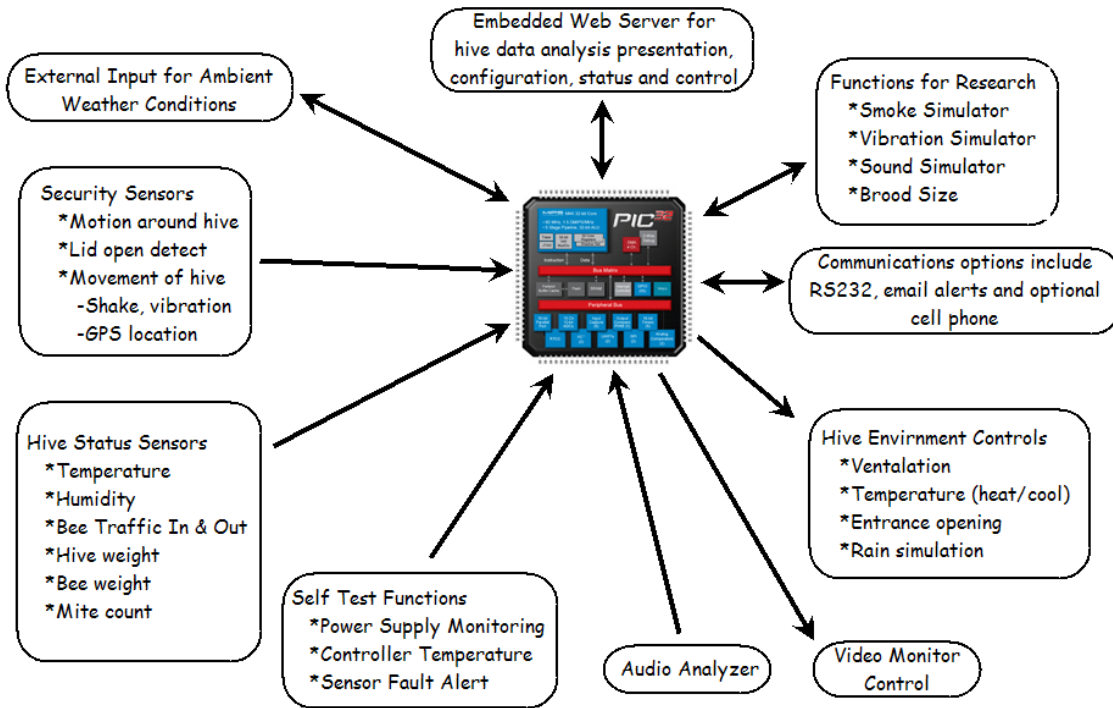 Embedded Web Server for
hive data analysis presentation,
configuration, status and control
External Input for Ambient
Weather Conditions
Functions for Research
*Smoke Simulator
*Vibration Simulator
*Sound Simulator
*Brood Size
Security Sensors
*Motion around hive
*Lid open detect
*Movement of hive
-Shake, vibration
-GPS location
PIC32
Bus Matrix
Peripheral Bus
Communications options include
RS232, email alerts and optional
cell phone
Hive Status Sensors
*Temperature
*Humidity
*Bee Traffic In & Out
*Hive weight
*Bee weight
*Mite count
Hive Envirnment Controls
*Ventalation
*Temperature (heat/cool)
*Entrance opening
*Rain simulation
Self Test Functions
*Power Supply Monitoring
*Controller Temperature
*Sensor Fault Alert
Audio Analyzer
Video Monitor
Control